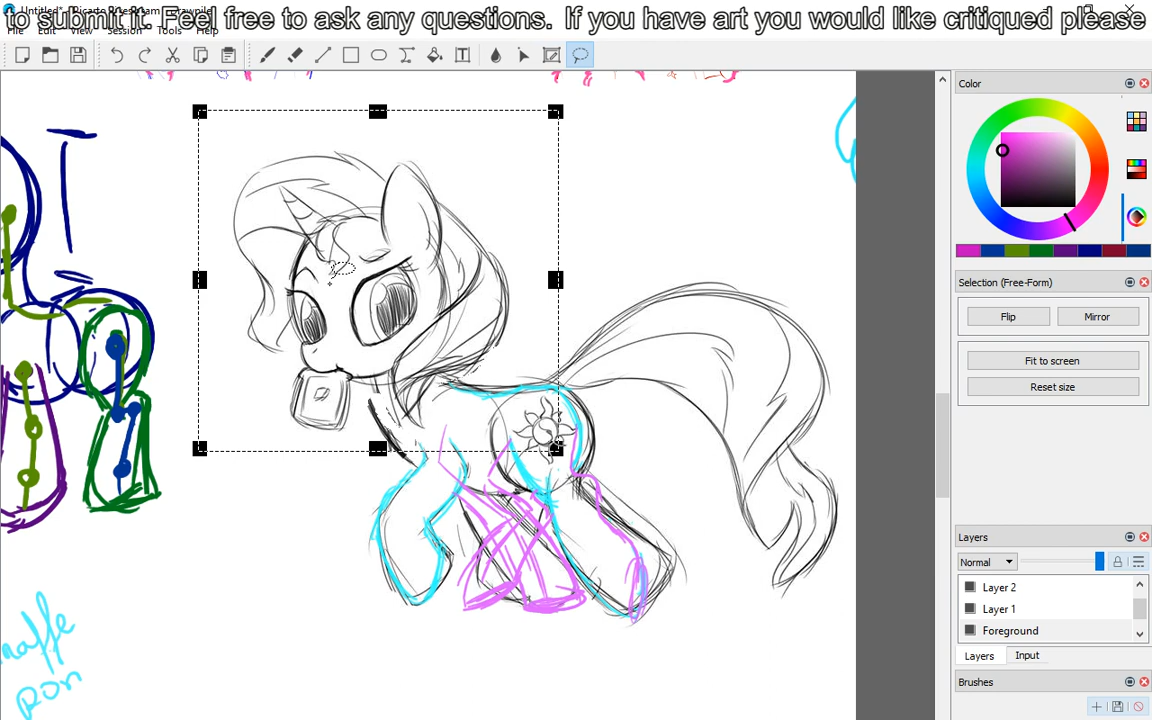 to submit it. Feel free to ask any questions. If you have art you would like critiqued please
Untitled*
File Edit View Session Tools Help
Color
Selection (Free-Form)
Flip Mirror
Fit to screen
Reset size
Layers
Normal
Layer 2
Layer 1
Foreground
Layers Input
Brushes